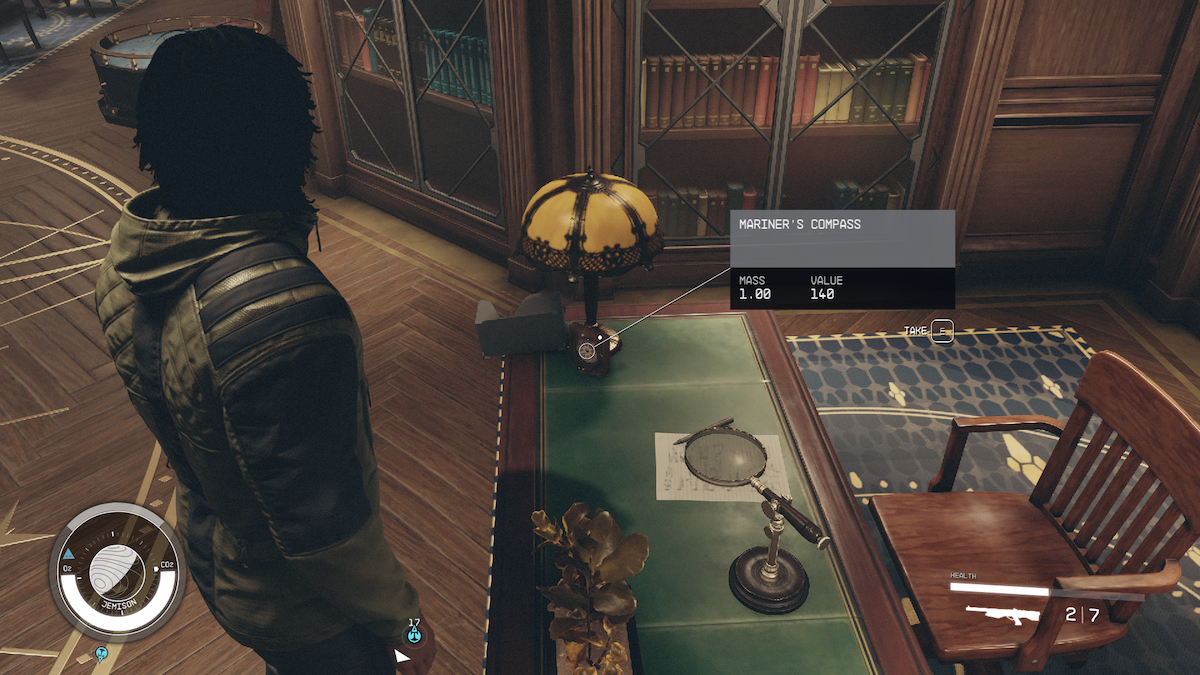 MARINER'S COMPASS
MASS VALUE
1.00 140
TAKE E
O2 CO2
JEMISON
17
HEALTH
2|7